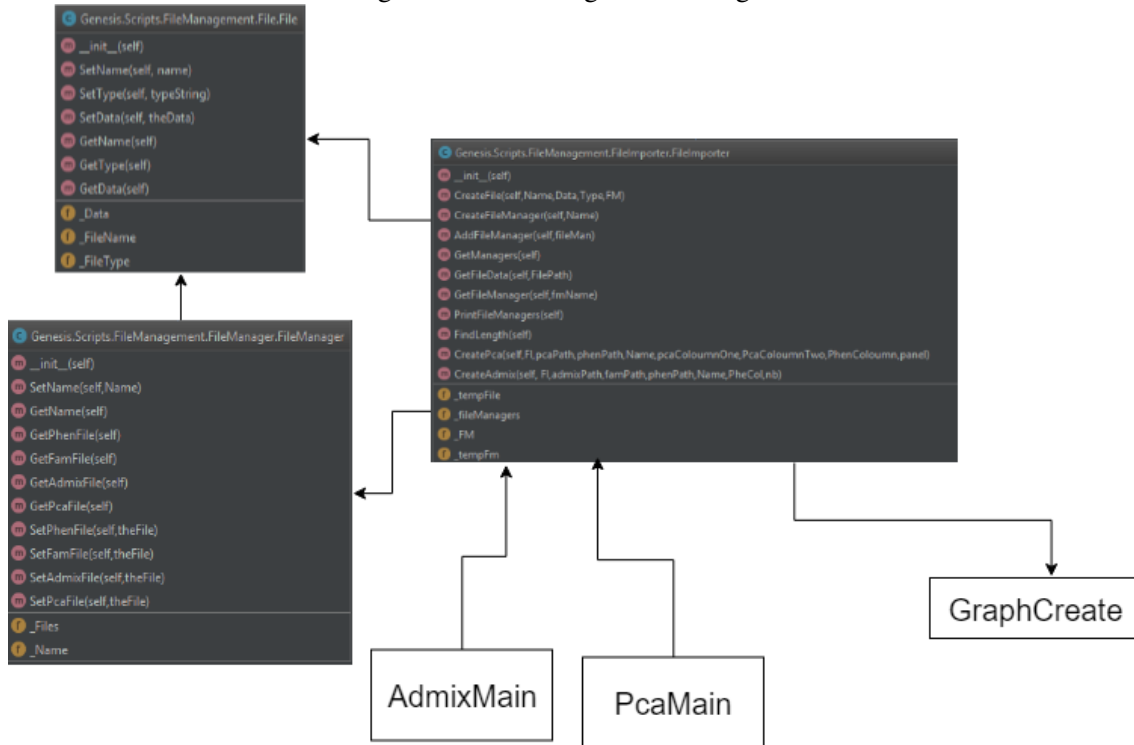 Genesis.Scripts.FileManagement.File.File
__init__(self)
SetName(self, name)
SetType(self, typeString)
SetData(self, theData)
GetName(self)
GetType(self)
GetData(self)
_Data
_FileName
_FileType
Genesis.Scripts.FileManagement.FileManager.FileManager
__init__(self)
SetName(self,Name)
GetName(self)
GetPhenFile(self)
GetFamFile(self)
GetAdmixFile(self)
GetPcaFile(self)
SetPhenFile(self,theFile)
SetFamFile(self,theFile)
SetAdmixFile(self,theFile)
SetPcaFile(self,theFile)
_Files
_Name
Genesis.Scripts.FileManagement.FileImporter.FileImporter
__init__(self)
CreateFile(self,Name,Data,Type,FM)
CreateFileManager(self,Name)
AddFileManager(self,fileMan)
GetManagers(self)
GetFileData(self,FilePath)
GetFileManager(self,fmName)
PrintFileManagers(self)
FindLength(self)
CreatePca(self,FI,pcaPath,phenPath,Name,pcaColoumnOne,PcaColoumnTwo,PhenColoumn,panel)
CreateAdmix(self, FI,admixPath,famPath,phenPath,Name,PheCol,nb)
_tempFile
_fileManagers
_FM
_tempFm
AdmixMain
PcaMain
GraphCreate